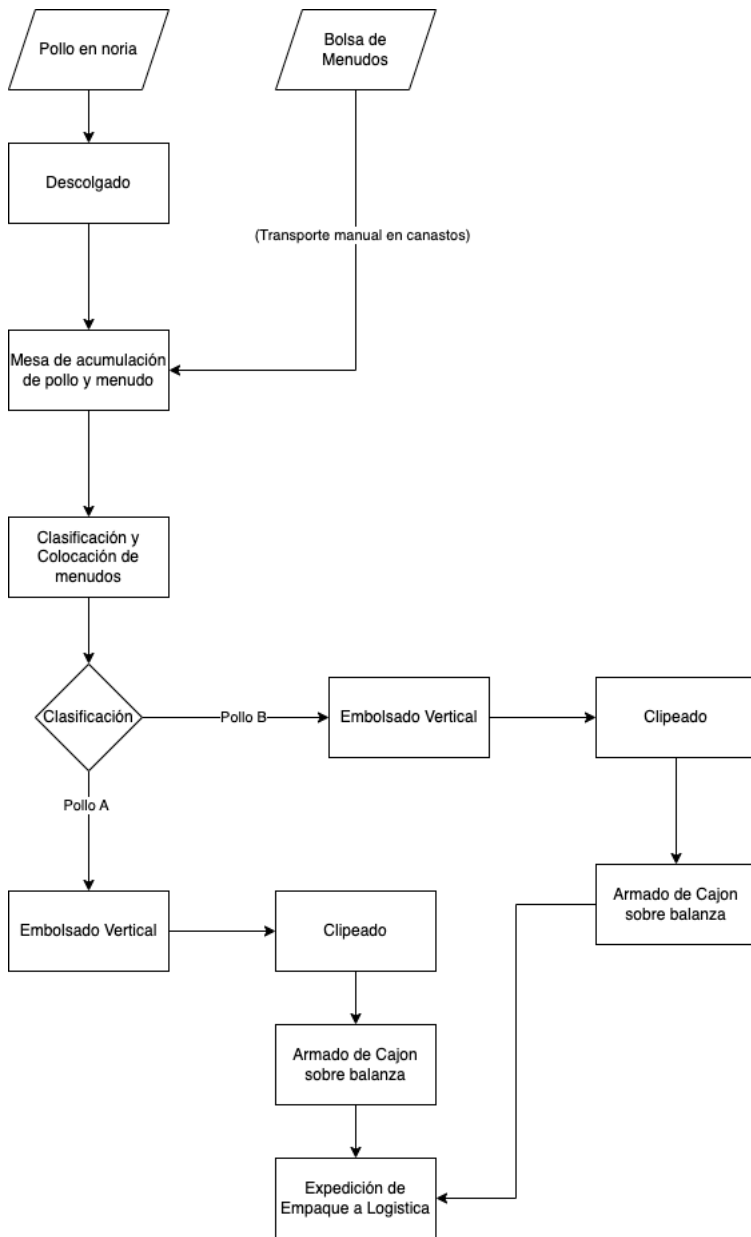 Pollo en noria
Bolsa de
Menudos
Descolgado
(Transporte manual en canastos)
Mesa de acumulación
de pollo y menudo
Clasificación y
Colocación de
menudos
Clasificación
Pollo B
Embolsado Vertical
Clipeado
Pollo A
Armado de Cajon
sobre balanza
Embolsado Vertical
Clipeado
Armado de Cajon
sobre balanza
Expedición de
Empaque a Logistica